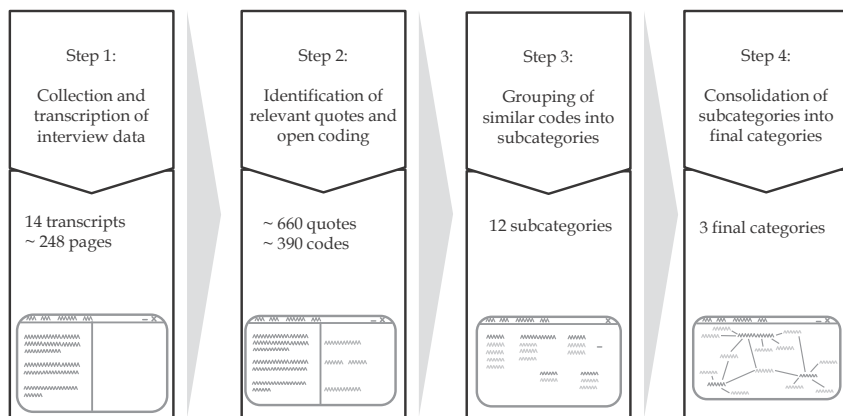 Step 1:
Collection and
transcription of
interview data
14 transcripts
~ 248 pages
Step 2:
Identification of
relevant quotes and
open coding
~ 660 quotes
~ 390 codes
Step 3:
Grouping of
similar codes into
subcategories
12 subcategories
Step 4:
Consolidation of
subcategories into
final categories
3 final categories